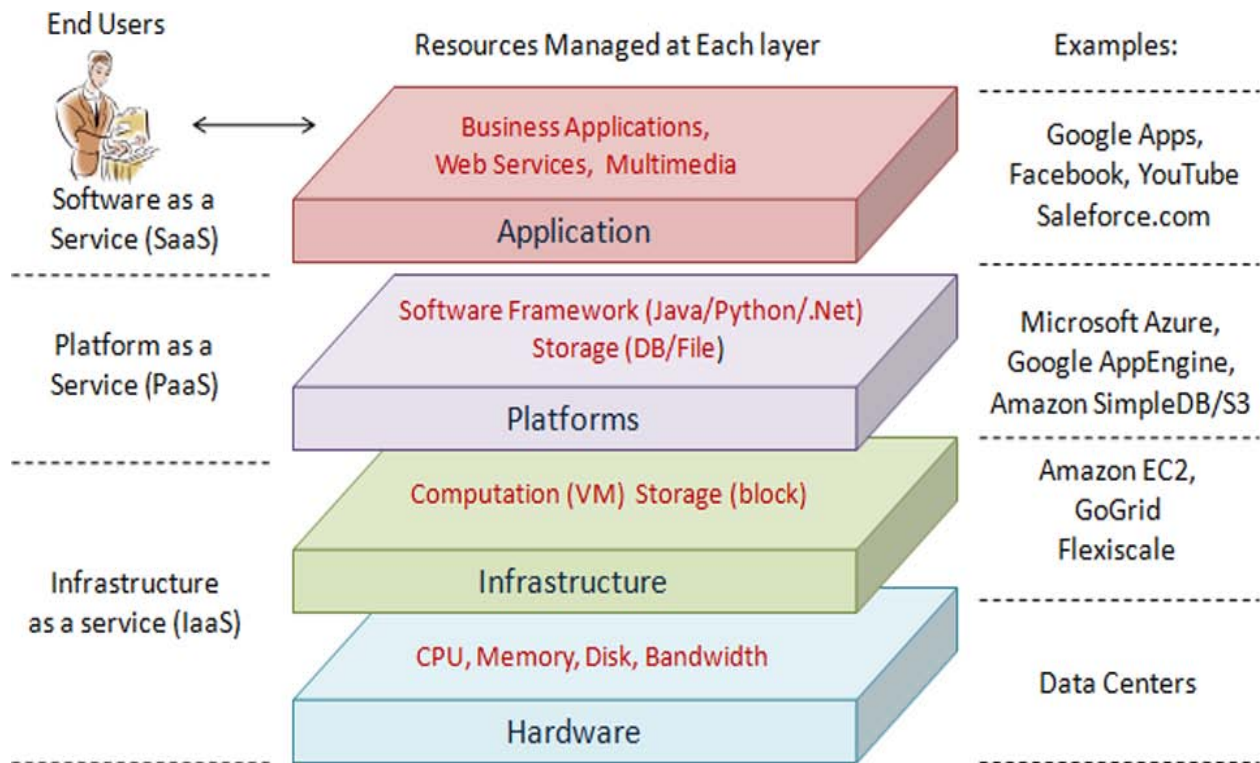 End Users
Resources Managed at Each layer
Examples:
Business Applications,
Web Services, Multimedia
Application
Google Apps,
Facebook, YouTube
Saleforce.com
Software as a
Service (SaaS)
Software Framework (Java/Python/.Net)
Storage (DB/File)
Platforms
Platform as a
Service (PaaS)
Microsoft Azure,
Google AppEngine,
Amazon SimpleDB/S3
Computation (VM) Storage (block)
Infrastructure
Amazon EC2,
GoGrid
Flexiscale
Infrastructure
as a service (IaaS)
CPU, Memory, Disk, Bandwidth
Hardware
Data Centers